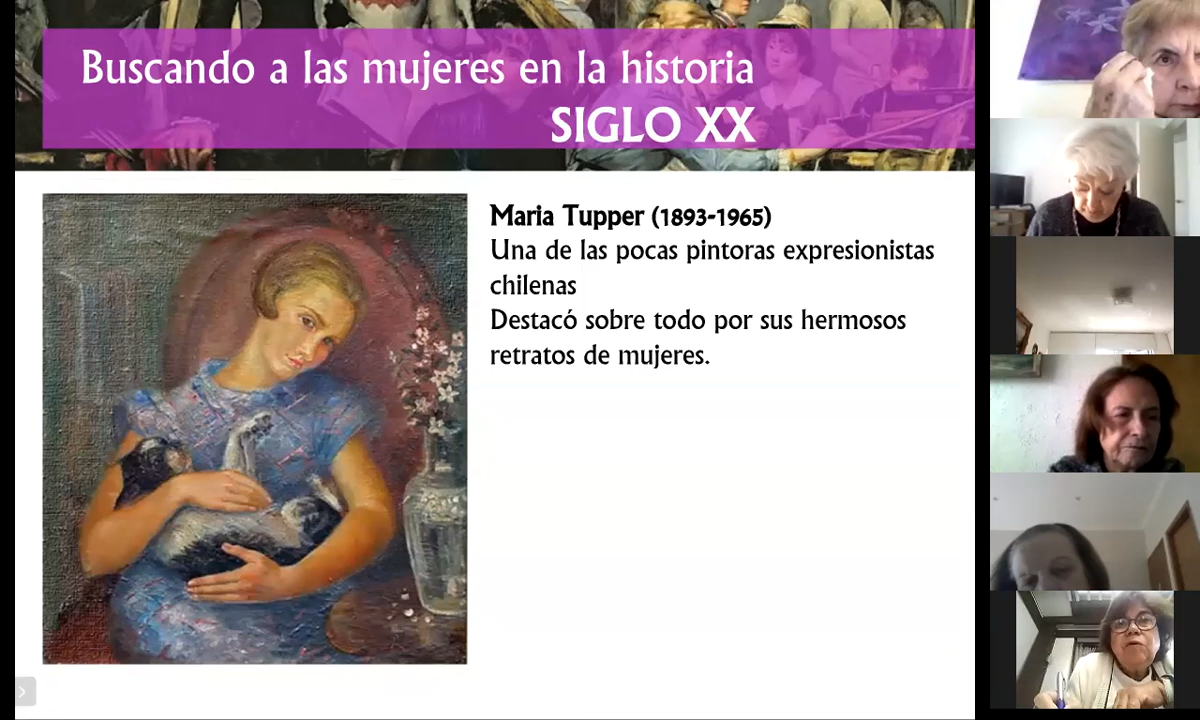 Buscando a las mujeres en la historia
SIGLO XX
Maria Tupper (1893-1965)
Una de las pocas pintoras expresionistas
chilenas
Destacó sobre todo por sus hermosos
retratos de mujeres.